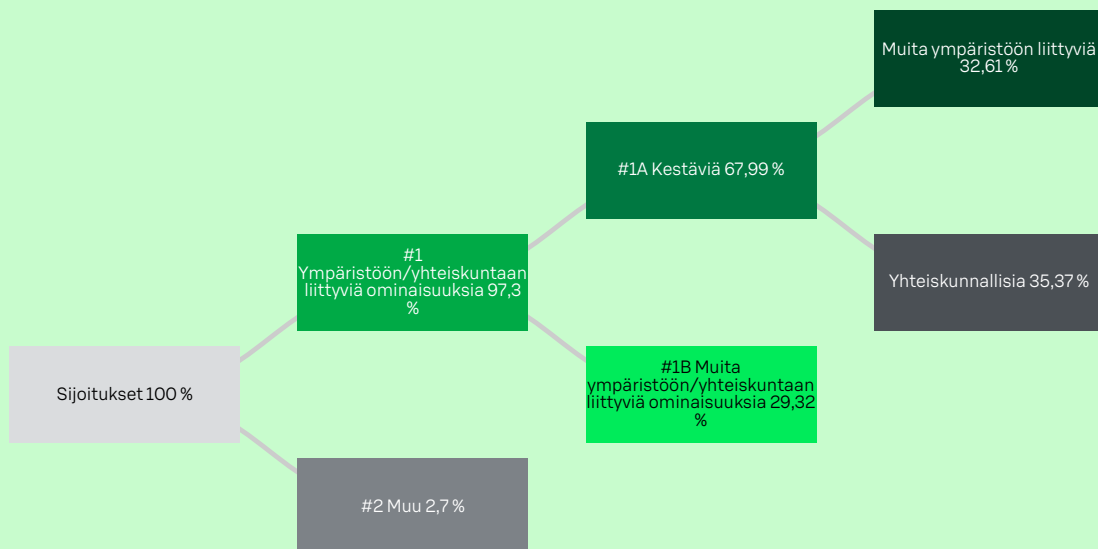 Muita ympäristöön liittyviä
32,61 %
#1A Kestäviä 67,99 %
#1
Ympäristöön/yhteiskuntaan
liittyviä ominaisuuksia 97,3
%
Yhteiskunnallisia 35,37 %
Sijoitukset 100 %
#1B Muita
ympäristöön/yhteiskuntaan
liittyviä ominaisuuksia 29,32
%
#2 Muu 2,7 %